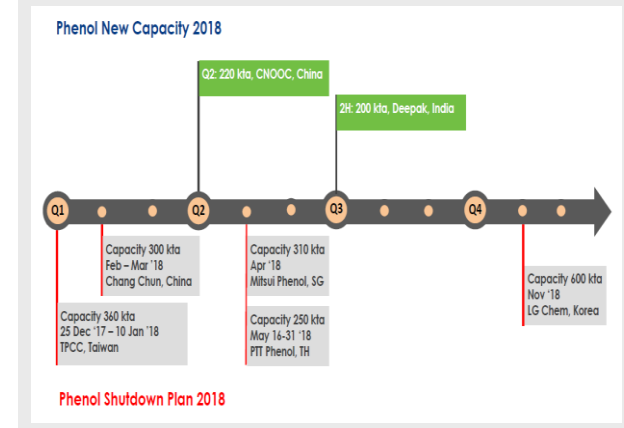 Phenol New Capacity 2018
Q2: 220 kta, CNOOC, China
2H: 200 kta, Deepak, India
Q1
Q2
Q3
Q4
Capacity 300 kta
Feb – Mar '18
Chang Chun, China
Capacity 310 kta
Apr '18
Mitsui Phenol, SG
Capacity 600 kta
Nov '18
LG Chem, Korea
Capacity 360 kta
25 Dec '17 – 10 Jan '18
TPCC, Taiwan
Capacity 250 kta
May 16-31 '18
PTT Phenol, TH
Phenol Shutdown Plan 2018